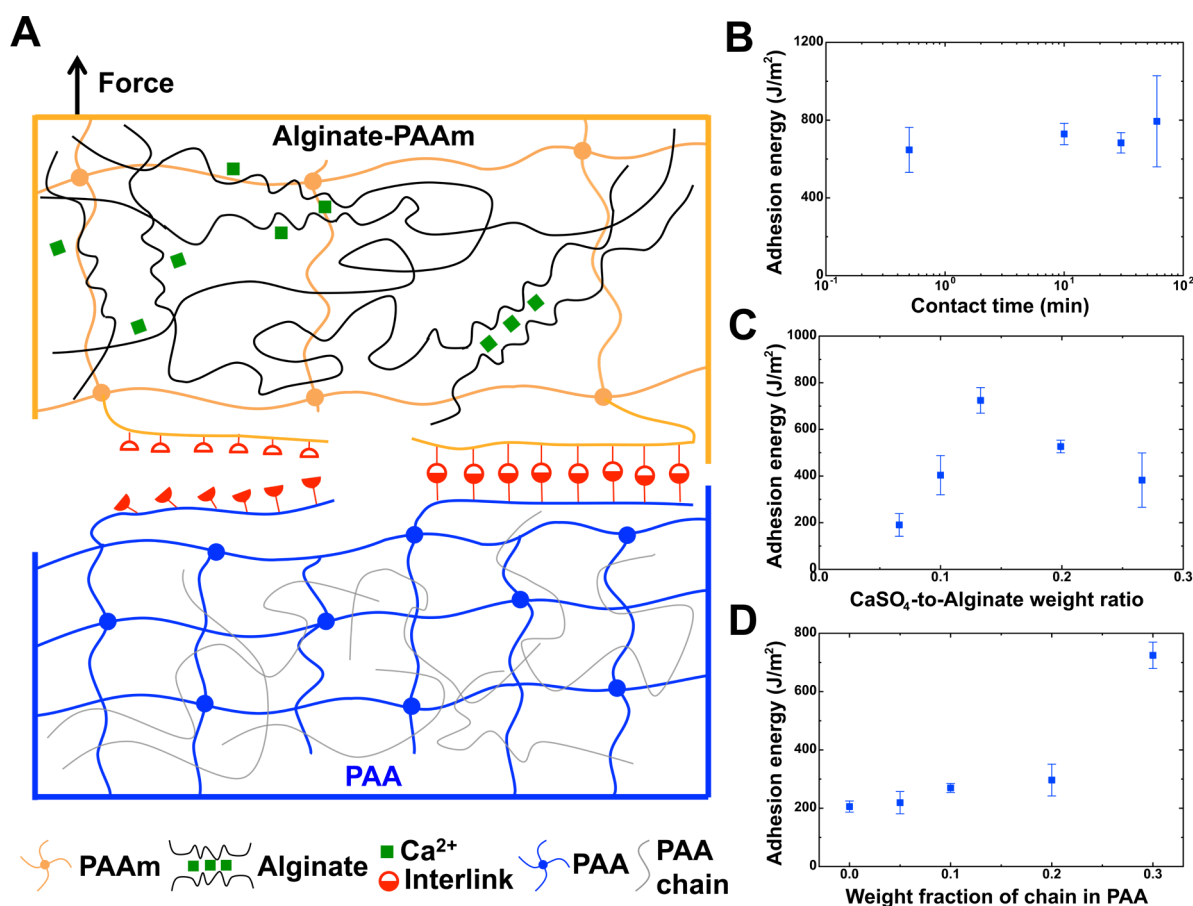 A
Force
Alginate-PAAm
PAA
PAAm
Alginate
Ca²⁺
Interlink
PAA
PAA
chain
B
Adhesion energy (J/m²)
1200
800
400
0
10⁻¹
10⁰
10¹
10²
Contact time (min)
C
Adhesion energy (J/m²)
1000
800
600
400
200
0
0.0
0.1
0.2
0.3
CaSO₄-to-Alginate weight ratio
D
Adhesion energy (J/m²)
800
600
400
200
0
0.0
0.1
0.2
0.3
Weight fraction of chain in PAA